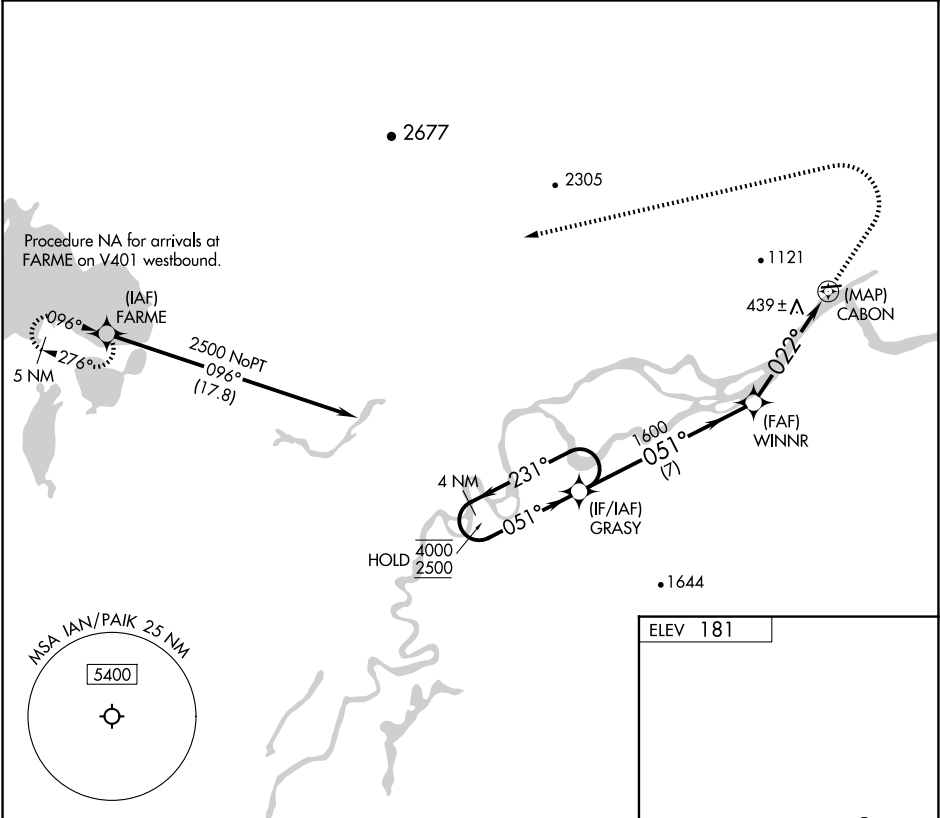 2677
2305
Procedure NA for arrivals at
FARME on V401 westbound.
1121
(IAF)
FARME
096°
276°
5 NM
2500 NoPT
096°
(17.8)
439 ±
(MAP)
CABON
022°
(FAF)
WINNR
1600
051°
(7)
4 NM
231°
051°
(IF/IAF)
GRASY
HOLD 4000
2500
1644
MSA IAN/PAIK 25 NM
5400
ELEV 181